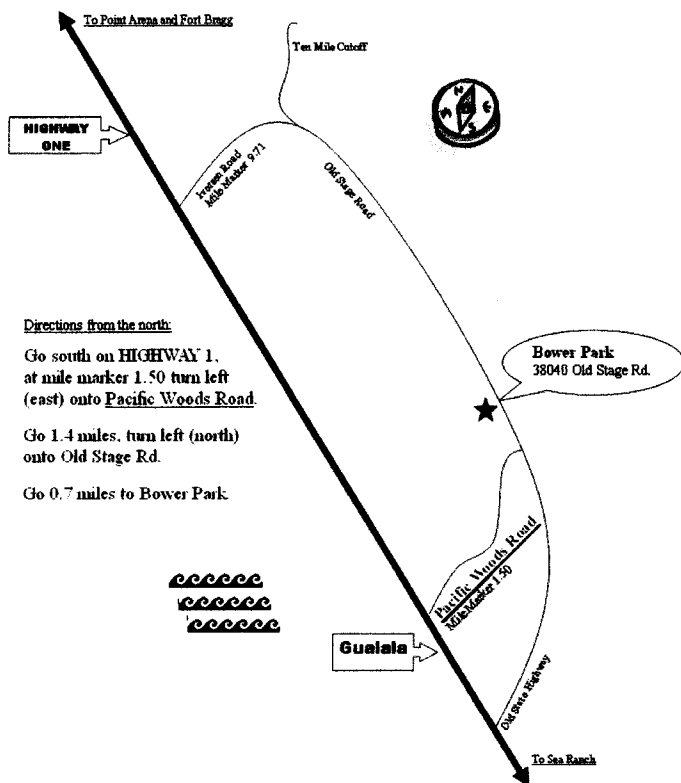 To Point Arena and Fort Bragg
Ten Mile Cutoff
N
E
S
W
HIGHWAY
ONE
Iversen Road
Mile Marker 9.71
Old Stage Road
Directions from the north:
Go south on HIGHWAY 1,
at mile marker 1.50 turn left
(east) onto Pacific Woods Road.
Go 1.4 miles, turn left (north)
onto Old Stage Rd.
Go 0.7 miles to Bower Park
Bower Park
38040 Old Stage Rd.
Pacific Woods Road
Mile Marker 1.50
Gualala
Old State Highway
To Sea Ranch